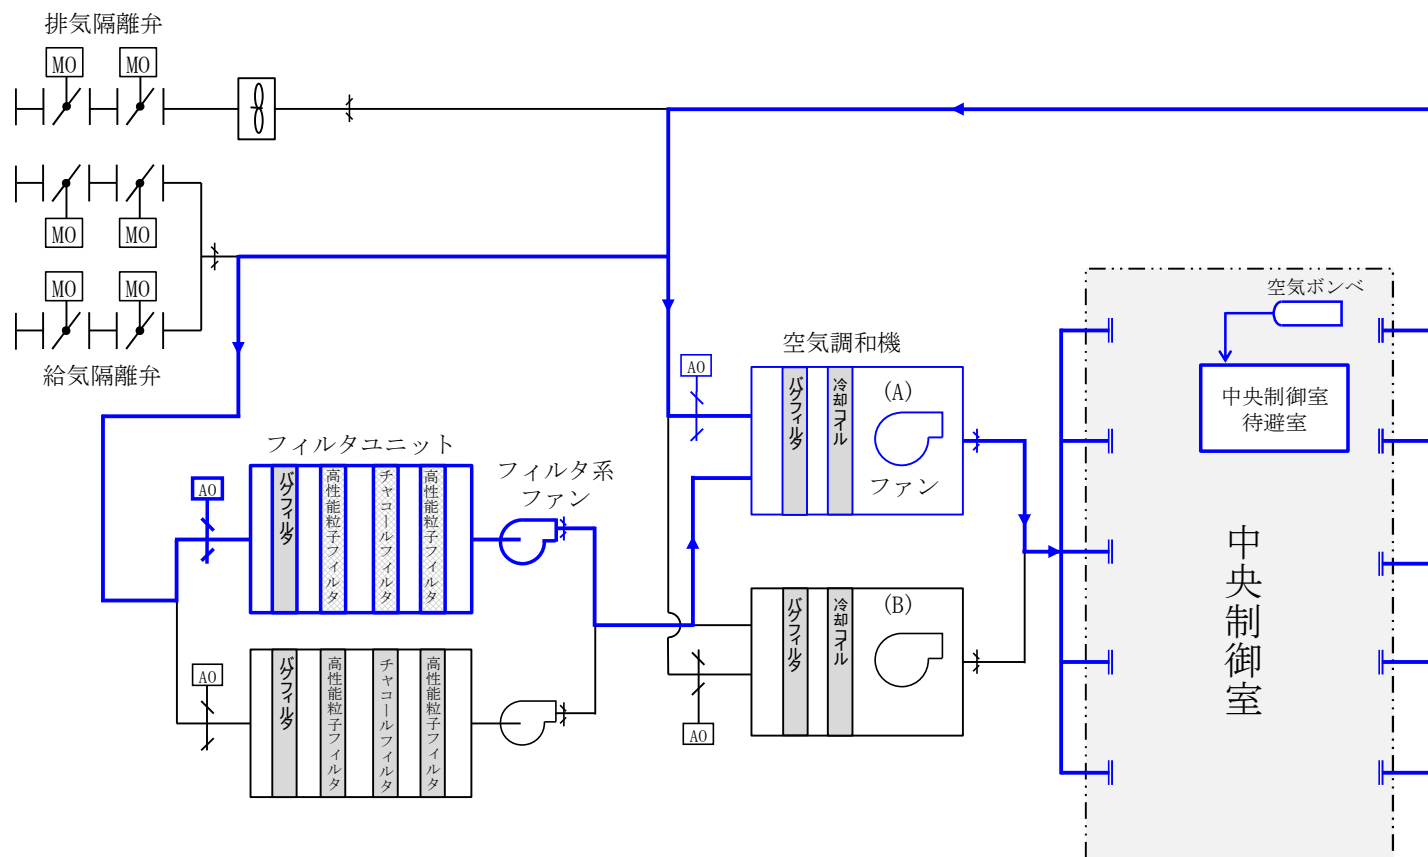 排気隔離弁
MO
MO
MO
MO
MO
MO
給気隔離弁
フィルタユニット
AO
バグフィルタ
高性能粒子フィルタ
チャコールフィルタ
高性能粒子フィルタ
フィルタ系
ファン
AO
バグフィルタ
高性能粒子フィルタ
チャコールフィルタ
高性能粒子フィルタ
空気調和機
AO
バグフィルタ
冷却コイル
(A)
ファン
AO
バグフィルタ
冷却コイル
(B)
空気ボンベ
中央制御室
待避室
中央制御室